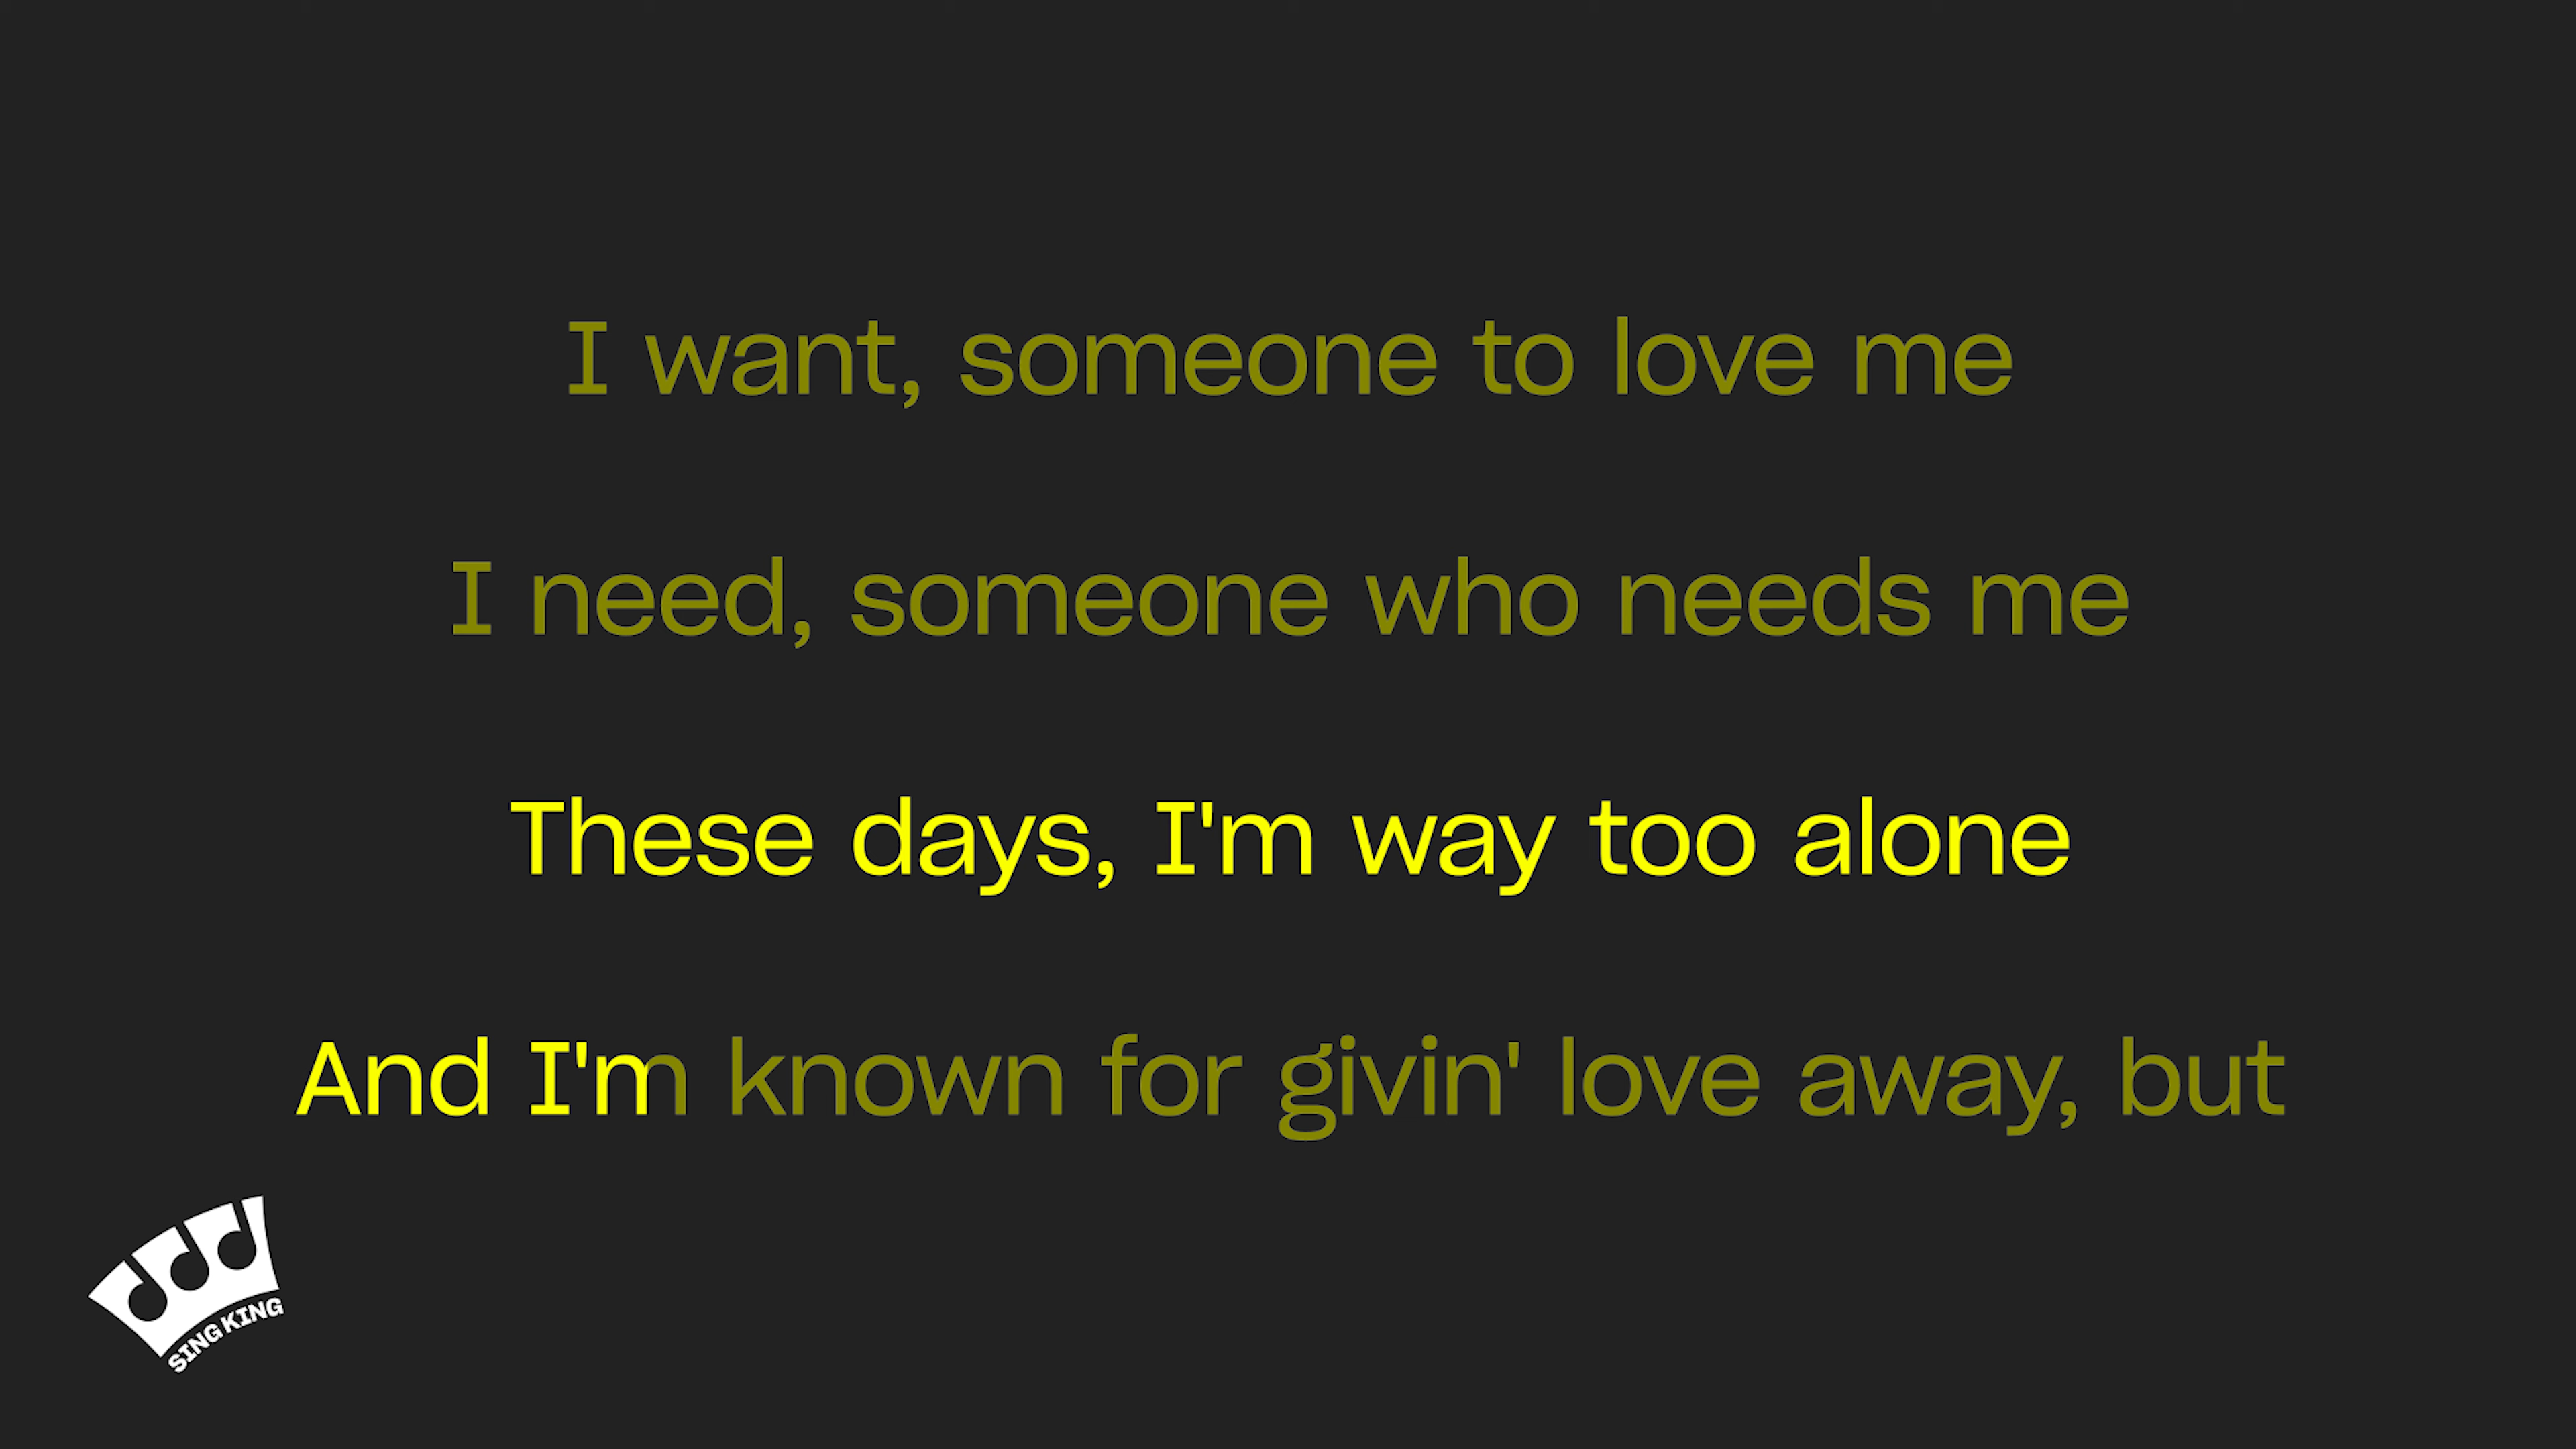 I want, someone to love me
I need, someone who needs me
These days, I'm way too alone
And I'm known for givin' love away, but
SING KING